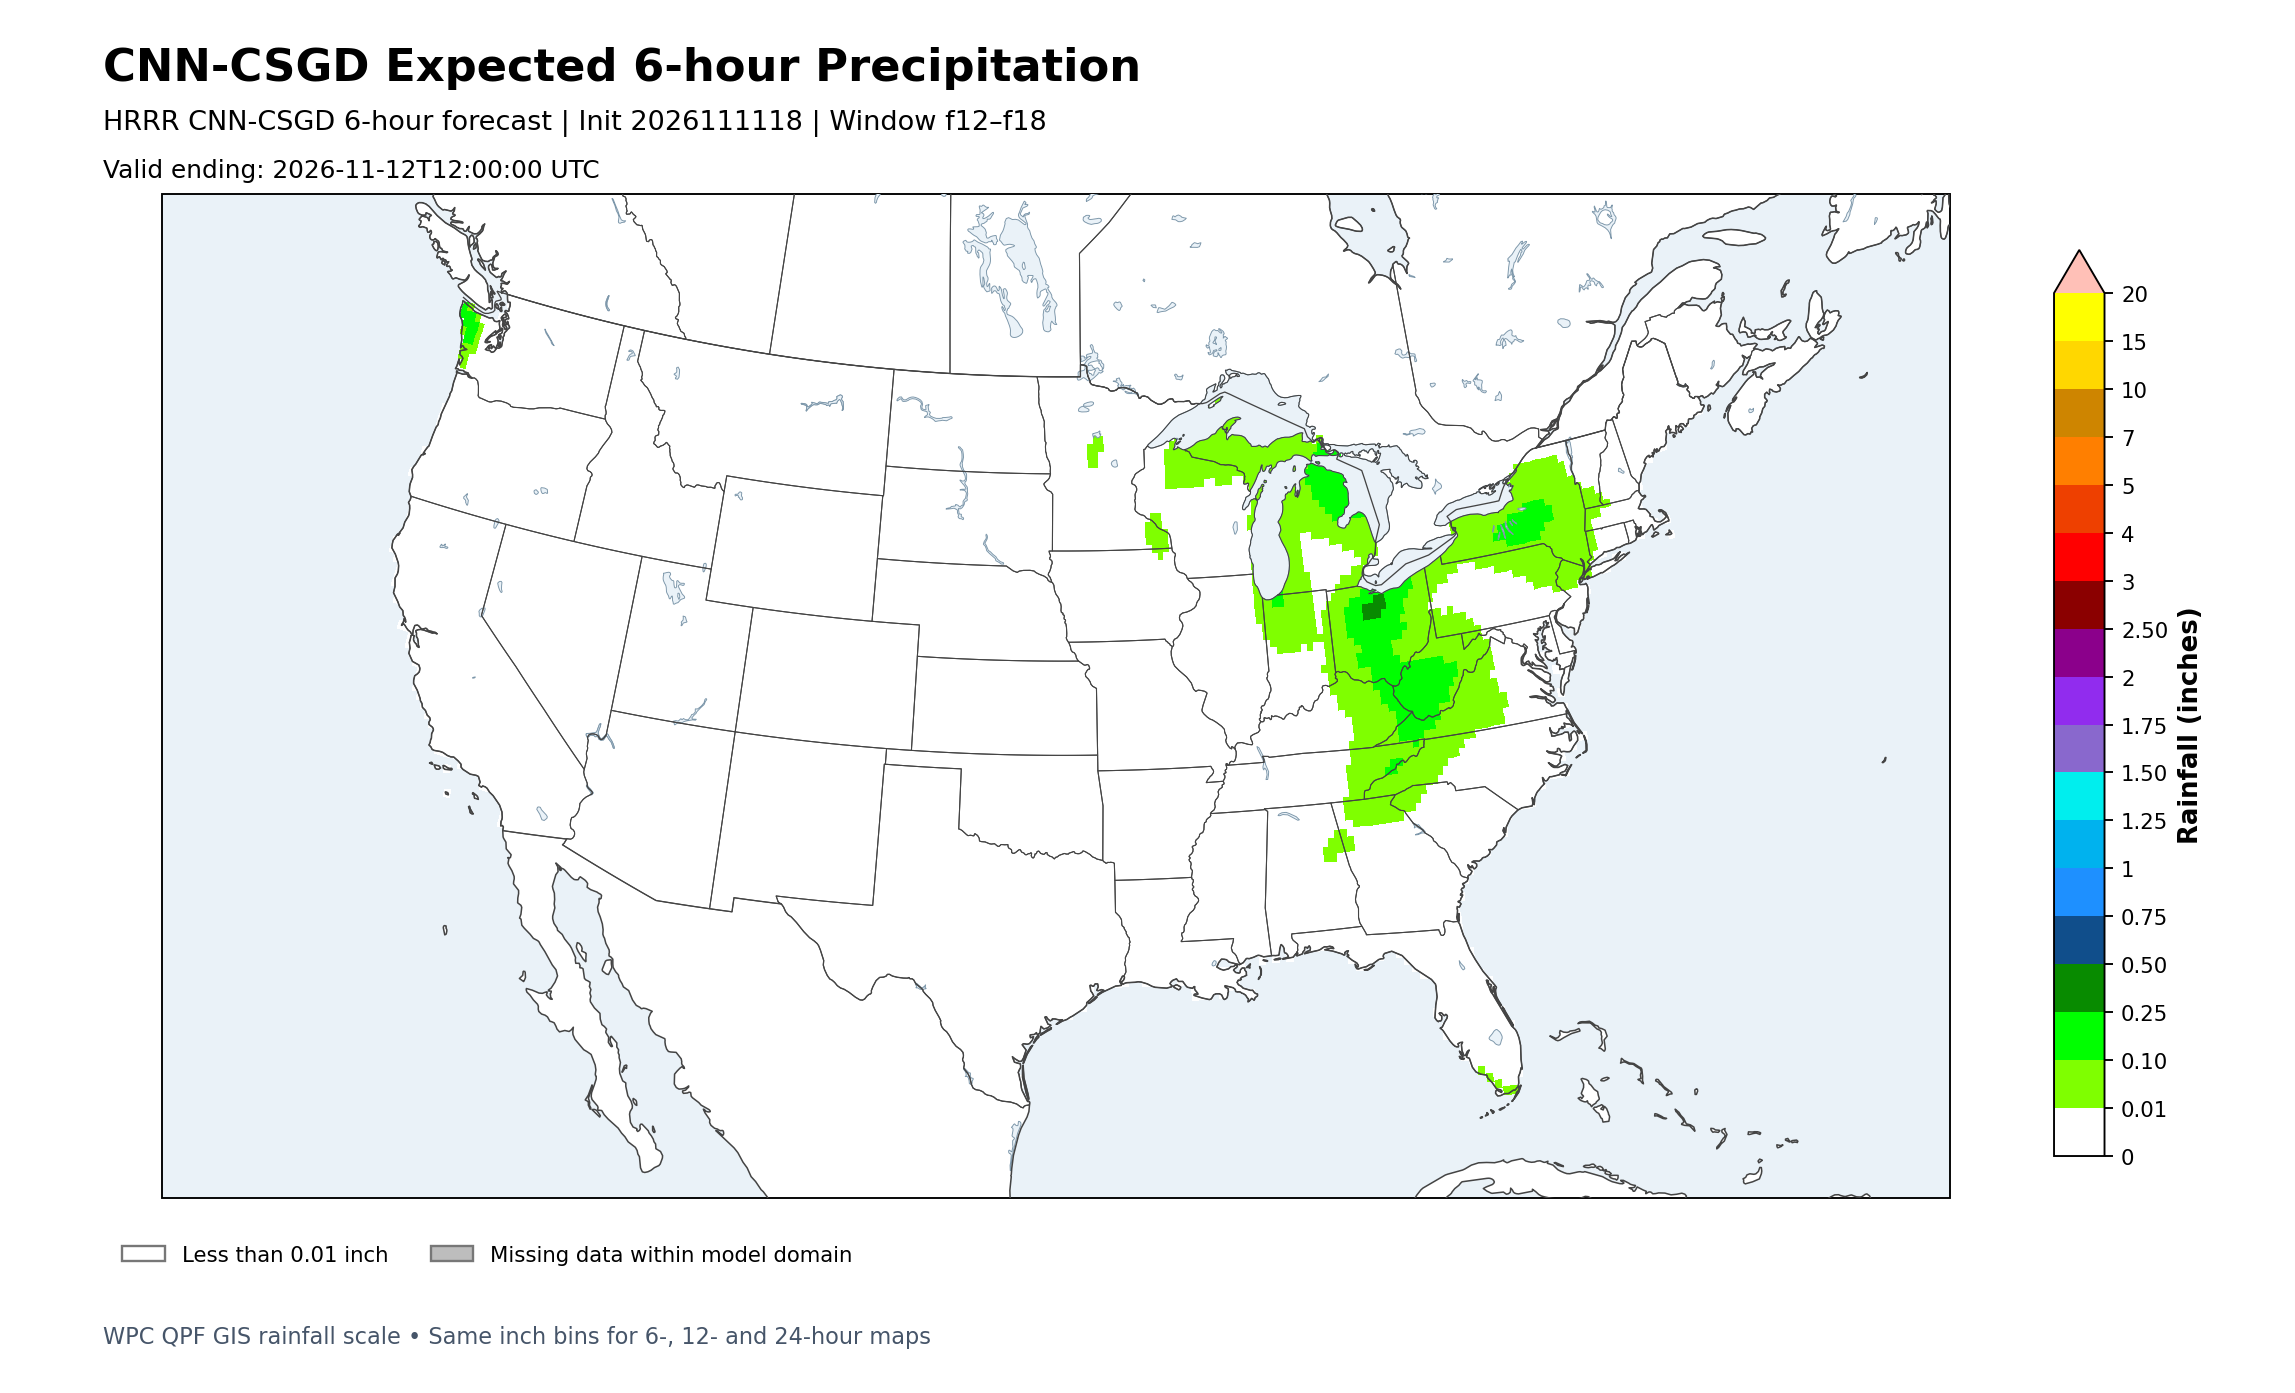 CNN-CSGD Expected 6-hour Precipitation
HRRR CNN-CSGD 6-hour forecast | Init 2026111118 | Window f12–f18
Valid ending: 2026-11-12T12:00:00 UTC
20
15
10
7
5
4
3
2.50
2
1.75
1.50
1.25
1
0.75
0.50
0.25
0.10
0.01
0
Rainfall (inches)
Less than 0.01 inch
Missing data within model domain
WPC QPF GIS rainfall scale • Same inch bins for 6-, 12- and 24-hour maps